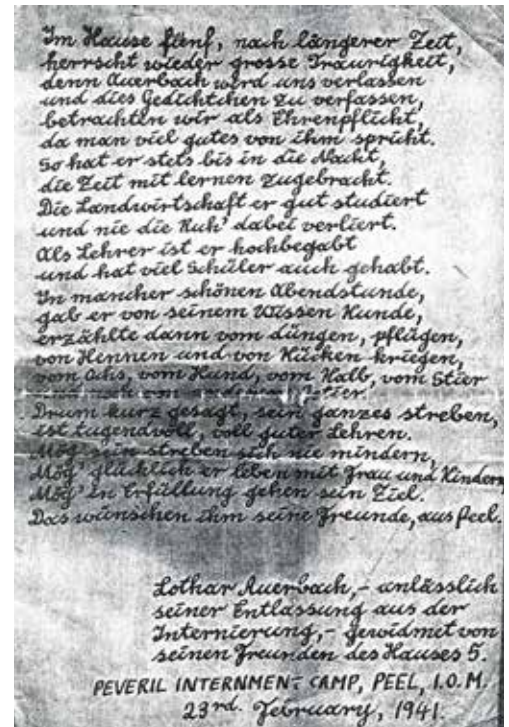 Im Hause fünf, nach längerer Zeit,
herrscht wieder grosse Traurigkeit,
denn Auerbach wird uns verlassen
und dies Gedichtchen zu verfassen,
betrachten wir als Ehrenpflicht,
da man viel gutes von ihm spricht.
So hat er stets bis in die Nacht,
die Zeit mit lernen zugebracht.
Die Landwirtschaft er gut studiert
und nie die Ruh' dabei verliert.
Als Lehrer ist er hochbegabt
und hat viel Schüler auch gehabt.
In mancher schönen Abendstunde,
gab er von seinem Wissen Kunde,
erzählte dann vom düngen, pflügen,
von Hennen und von Kücken kriegen,
vom Ochs, vom Hund, vom Kalb, vom Stier
und noch von
Drum kurz gesagt, sein ganzes streben,
ist tugendvoll, voll guter Lehren.
Mög' sein streben sich nie mindern,
Mög' glücklich er leben mit Frau und Kindern
Mög' in Erfüllung gehen sein Ziel.
Das wünschen ihm seine Freunde, aus Peel.
Lothar Auerbach,- anlässlich
seiner Entlassung aus der
Internierung,- gewidmet von
seinen Freunden des Hauses 5.
PEVERIL INTERNMENT CAMP, PEEL, I.O.M.
23rd. February, 1941